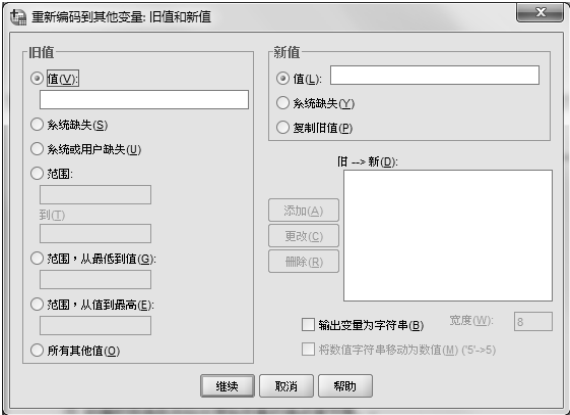 重新编码到其他变量: 旧值和新值
旧值
值(V):
系统缺失(S)
系统或用户缺失(U)
范围:
到(T)
范围，从最低到值(G):
范围，从值到最高(E):
所有其他值(O)
新值
值(L):
系统缺失(Y)
复制旧值(P)
旧 --> 新(D):
添加(A)
更改(C)
删除(R)
输出变量为字符串(B) 宽度(W): 8
将数值字符串移动为数值(M) ('5'->5)
继续 取消 帮助